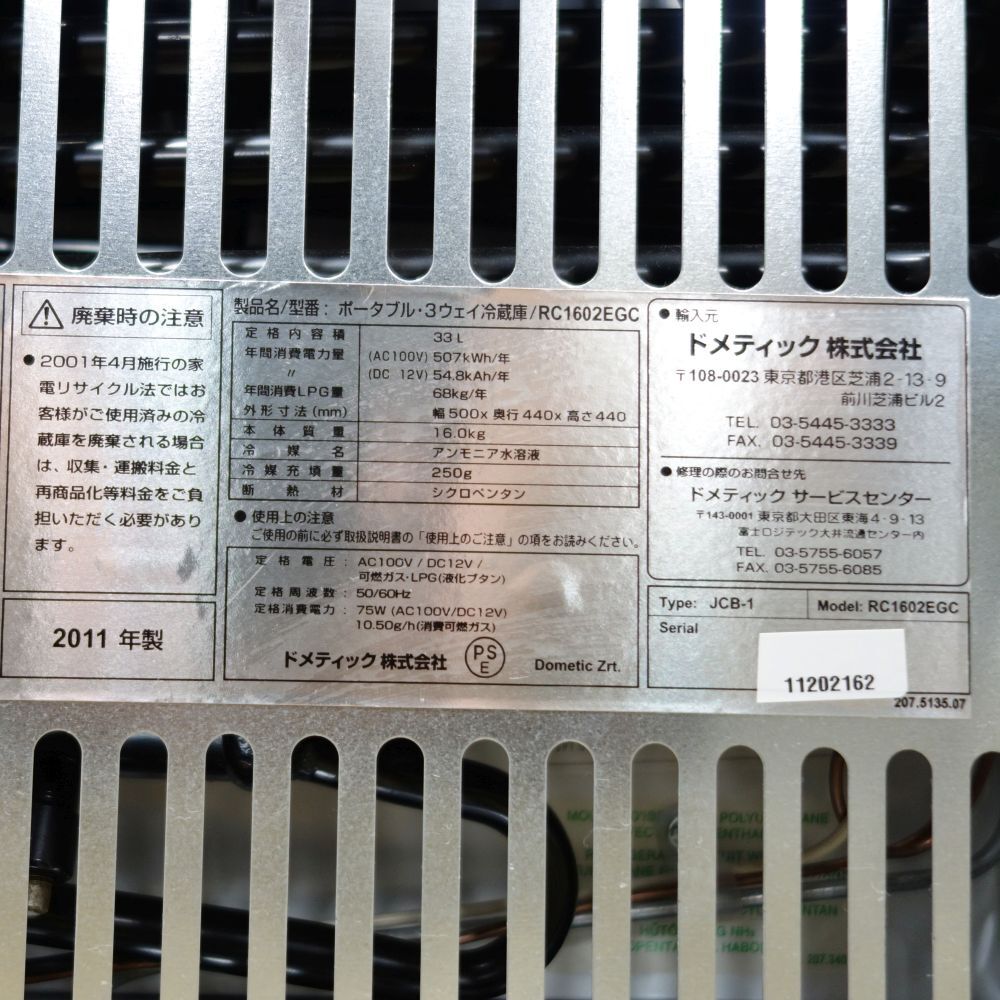 廃棄時の注意
● 2001年4月施行の家
電リサイクル法ではお
客様がご使用済みの冷
蔵庫を廃棄される場合
は、収集・運搬料金と
再商品化等料金をご負
担いただく必要があり
ます。
2011 年製
製品名/型番: ポータブル・3ウェイ冷蔵庫/RC1602EGC
定格内容積 33 L
年間消費電力量 (AC100V) 507kWh/年
〃 (DC 12V) 54.8kAh/年
年間消費LPG量 68kg/年
外形寸法(mm) 幅500x 奥行440x 高さ440
本体質量 16.0kg
冷媒名 アンモニア水溶液
冷媒充填量 250g
断熱材 シクロペンタン
● 使用上の注意
ご使用の前に必ず取扱説明書の「使用上のご注意」の項をお読みください。
定格電圧: AC100V / DC12V /
可燃ガス・LPG(液化ブタン)
定格周波数: 50/60Hz
定格消費電力: 75W (AC100V/DC12V)
10.50g/h(消費可燃ガス)
ドメティック 株式会社 PS E Dometic Zrt.
● 輸入元
ドメティック 株式会社
〒108-0023 東京都港区芝浦2-13-9
前川芝浦ビル2
TEL. 03-5445-3333
FAX. 03-5445-3339
● 修理の際のお問合せ先
ドメティック サービスセンター
〒143-0001 東京都大田区東海4-9-13
富士ロジテック大井流通センター内
TEL. 03-5755-6057
FAX. 03-5755-6085
Type: JCB-1 Model: RC1602EGC
Serial
11202162
207.5135.07